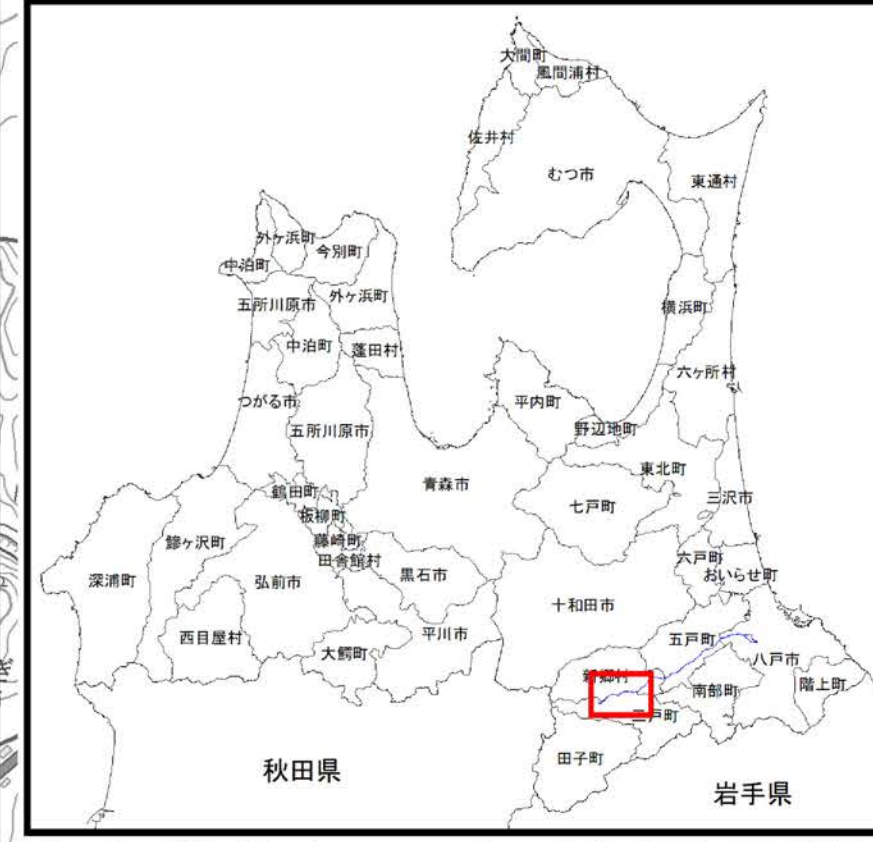 大間町
風間浦村
佐井村
むつ市
東通村
外ヶ浜町
今別町
中泊町
五所川原市
外ヶ浜町
横浜町
中泊町
蓬田村
六ヶ所村
つがる市
平内町
五所川原市
野辺地町
東北町
青森市
鶴田町
七戸町
三沢市
板柳町
藤崎町
鰺ヶ沢町
田舎館村
六戸町
深浦町
弘前市
黒石市
おいらせ町
十和田市
西目屋村
平川市
五戸町
大鰐町
八戸市
新郷村
階上町
南部町
三戸町
田子町
秋田県
岩手県